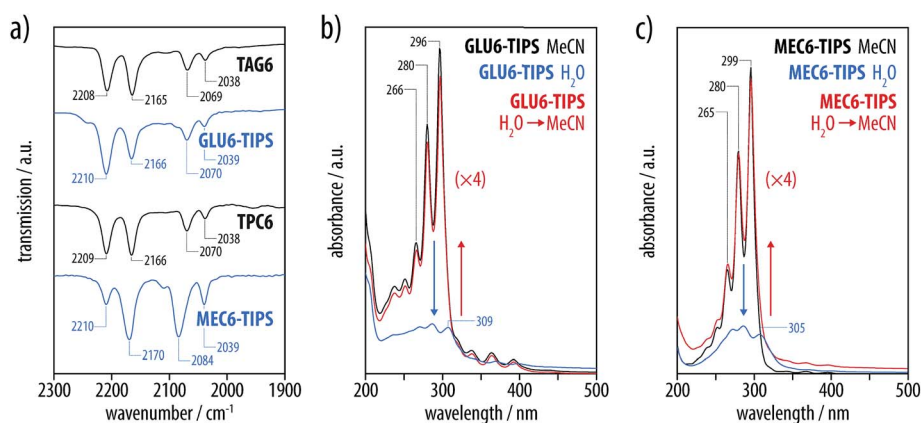 a)
TAG6
2208
2165
2069
2038
GLU6-TIPS
2210
2166
2070
2039
TPC6
2209
2166
2070
2038
MEC6-TIPS
2210
2170
2084
2039
transmission / a.u.
2300 2200 2100 2000 1900
wavenumber / cm⁻¹
b)
GLU6-TIPS MeCN
GLU6-TIPS H₂O
GLU6-TIPS
H₂O → MeCN
296
280
266
(×4)
309
absorbance / a.u.
200 300 400 500
wavelength / nm
c)
MEC6-TIPS MeCN
MEC6-TIPS H₂O
MEC6-TIPS
H₂O → MeCN
299
280
265
(×4)
305
absorbance / a.u.
200 300 400 500
wavelength / nm